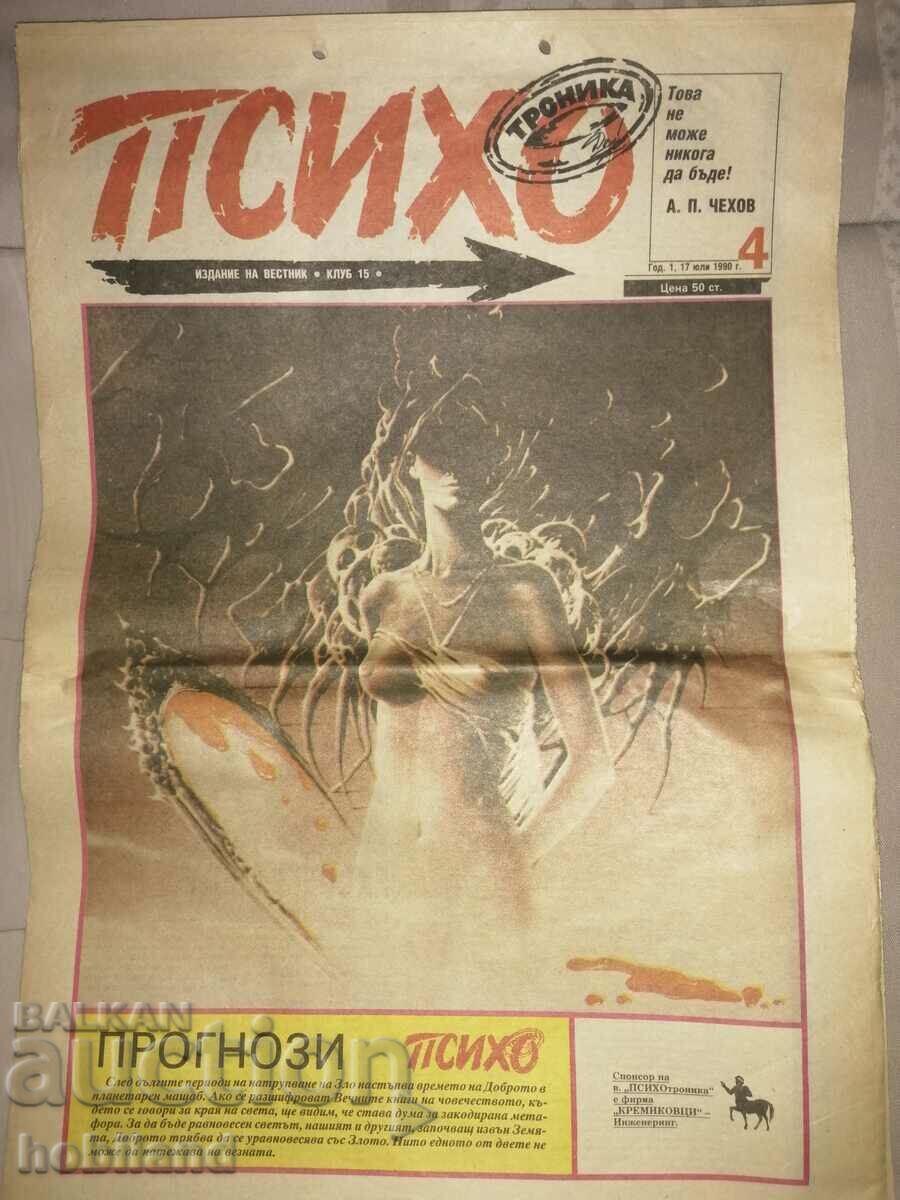 ПСИХО
ТРОНИКА
Това
не
може
никога
да бъде!
А. П. ЧЕХОВ
4
Год. 1, 17 юли 1990 г.
Цена 50 ст.
ИЗДАНИЕ НА ВЕСТНИК • КЛУБ 15 •
ПРОГНОЗИ
ПСИХО
След дългите периоди на натрупване на Зло настъпва времето на Доброто в
планетарен мащаб. Ако се разшифроват Вечните книги на човечеството, къ-
дето се говори за края на света, ще видим, че става дума за закодирана мета-
фора. За да бъде равновесен светът, нашият и другият, започващ извън Земя-
та, Доброто трябва да се уравновесява със Злото. Нито едното от двете не
може да натежава на везната.
Спонсор на
в. „ПСИХОтроника"
е фирма
„КРЕМИКОВЦИ" –
Инженеринг.
BALKAN
auction
hobiland